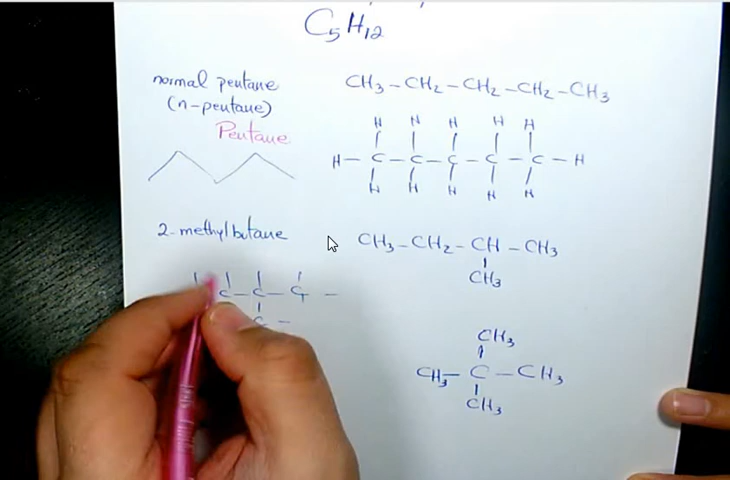 C5H12
normal pentane
(n-pentane)
Pentane
CH3-CH2-CH2-CH2-CH3
H H H H H
H-C-C-C-C-C-H
H H H H H
2-methylbutane
CH3-CH2-CH-CH3
CH3
C-C-C-
C-
CH3
CH3-C-CH3
CH3